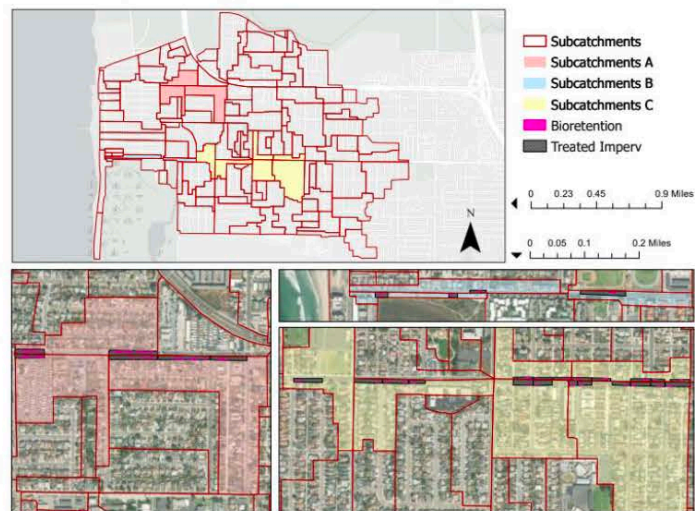 Subcatchments
Subcatchments A
Subcatchments B
Subcatchments C
Bioretention
Treated Imperv
0 0.23 0.45 0.9 Miles
N
0 0.05 0.1 0.2 Miles